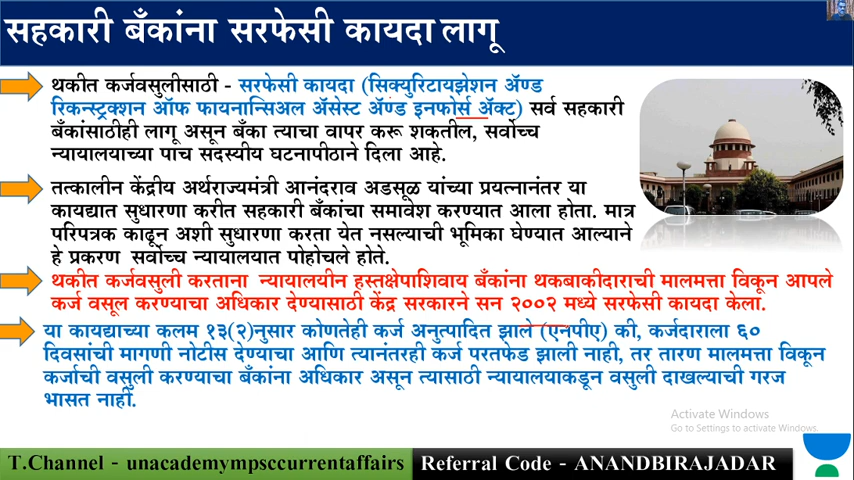 सहकारी बँकांना सरफेसी कायदा लागू
थकीत कर्जवसुलीसाठी - सरफेसी कायदा (सिक्युरिटायझेशन ॲण्ड
रिकन्स्ट्रक्शन ऑफ फायनान्सिअल ॲसेस्ट ॲण्ड इनफोर्स ॲक्ट) सर्व सहकारी
बँकांसाठीही लागू असून बँका त्याचा वापर करू शकतील, सर्वोच्च
न्यायालयाच्या पाच सदस्यीय घटनापीठाने दिला आहे.
तत्कालीन केंद्रीय अर्थराज्यमंत्री आनंदराव अडसूळ यांच्या प्रयत्नानंतर या
कायद्यात सुधारणा करीत सहकारी बँकांचा समावेश करण्यात आला होता. मात्र
परिपत्रक काढून अशी सुधारणा करता येत नसल्याची भूमिका घेण्यात आल्याने
हे प्रकरण सर्वोच्च न्यायालयात पोहोचले होते.
थकीत कर्जवसुली करताना न्यायालयीन हस्तक्षेपाशिवाय बँकांना थकबाकीदाराची मालमत्ता विकून आपले
कर्ज वसूल करण्याचा अधिकार देण्यासाठी केंद्र सरकारने सन २००२ मध्ये सरफेसी कायदा केला.
या कायद्याच्या कलम १३(२)नुसार कोणतेही कर्ज अनुत्पादित झाले (एनपीए) की, कर्जदाराला ६०
दिवसांची मागणी नोटीस देण्याचा आणि त्यानंतरही कर्ज परतफेड झाली नाही, तर तारण मालमत्ता विकून
कर्जाची वसुली करण्याचा बँकांना अधिकार असून त्यासाठी न्यायालयाकडून वसुली दाखल्याची गरज
भासत नाही.
Activate Windows
Go to Settings to activate Windows.
T.Channel - unacademympsccurrentaffairs Referral Code - ANANDBIRAJADAR